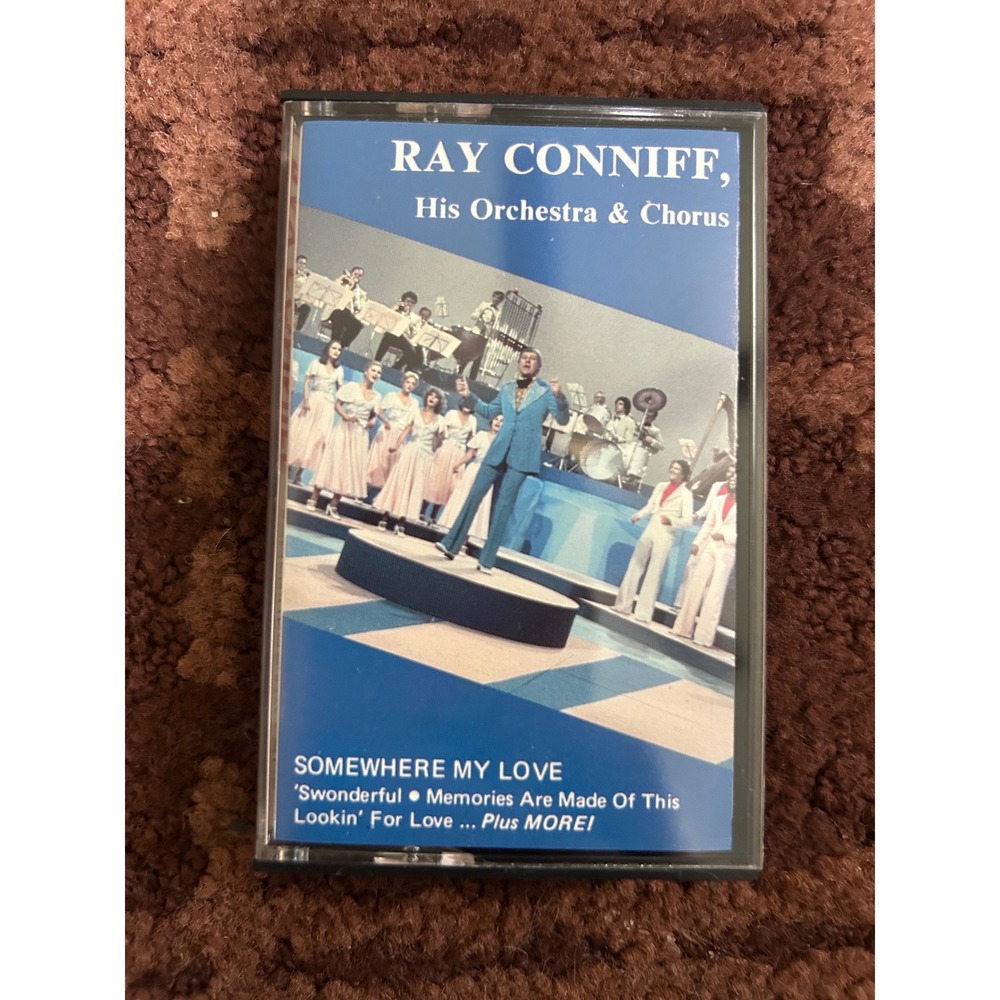 RAY CONNIFF,
His Orchestra & Chorus
SOMEWHERE MY LOVE
'Swonderful ● Memories Are Made Of This
Lookin' For Love ... Plus MORE!